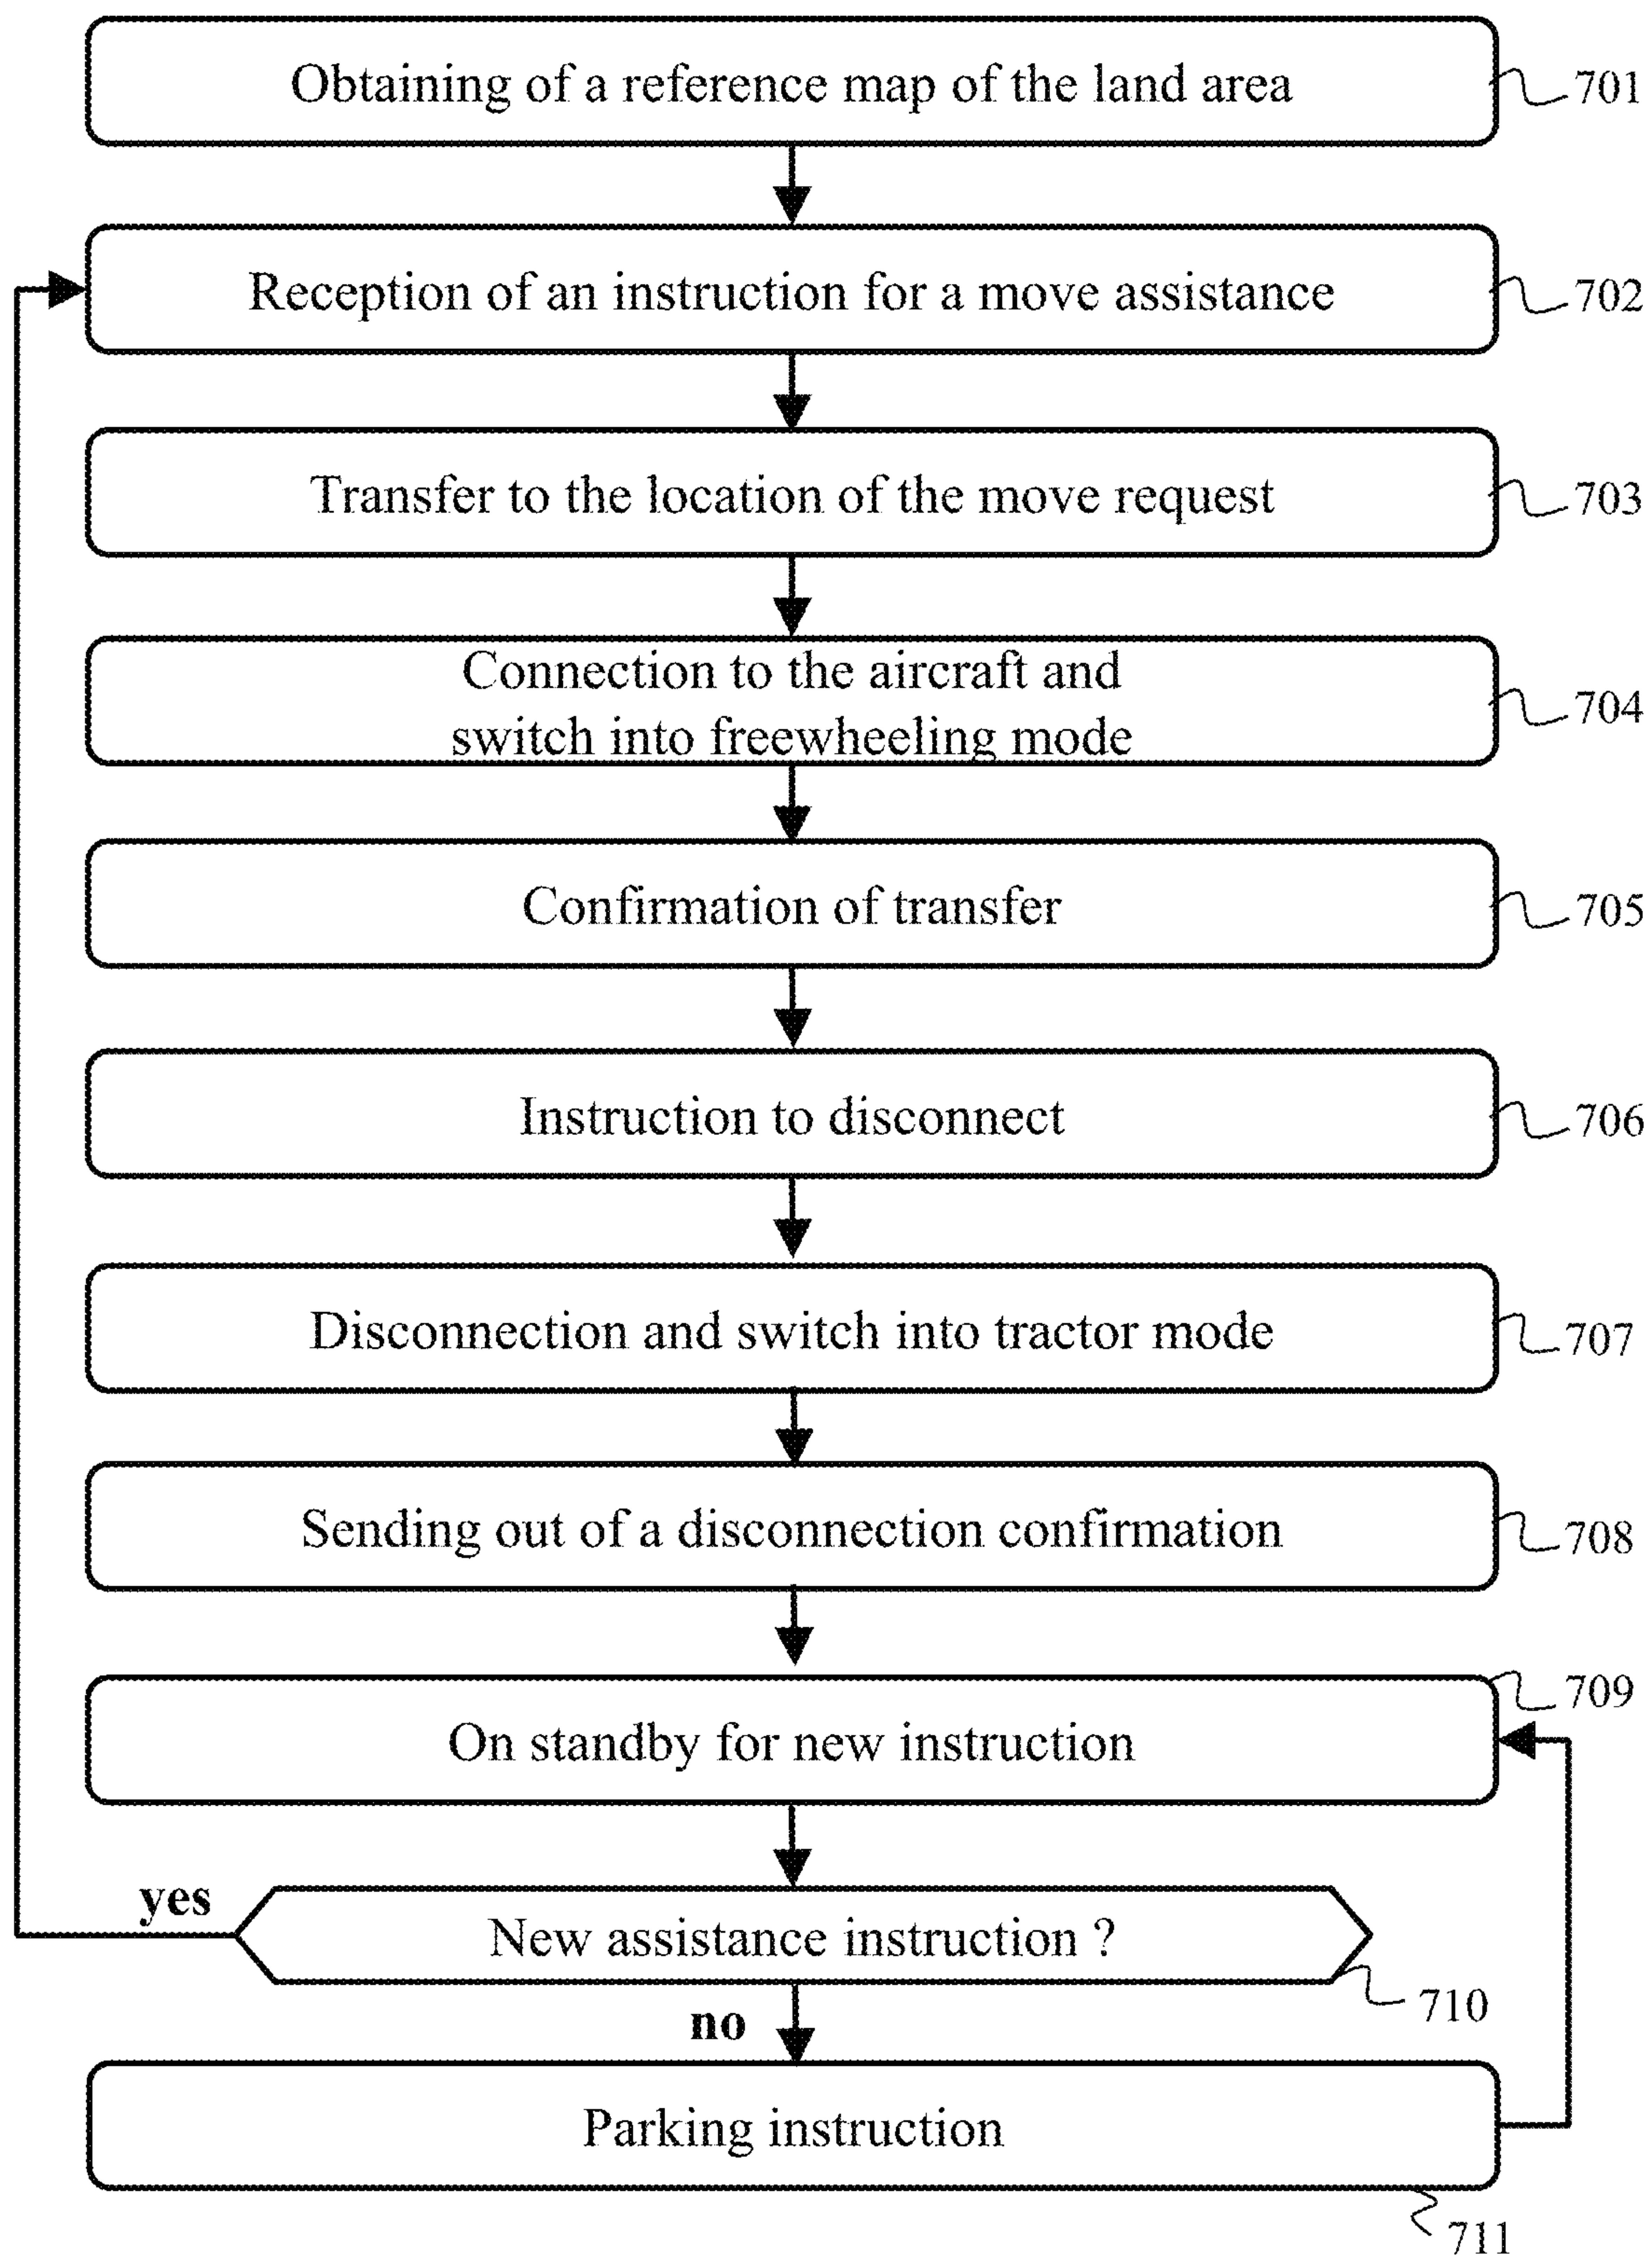 Obtaining of a reference map of the land area
701
Reception of an instruction for a move assistance
702
Transfer to the location of the move request
703
Connection to the aircraft and
switch into freewheeling mode
704
Confirmation of transfer
705
Instruction to disconnect
706
Disconnection and switch into tractor mode
707
Sending out of a disconnection confirmation
708
709
On standby for new instruction
yes
New assistance instruction ?
710
no
Parking instruction
711